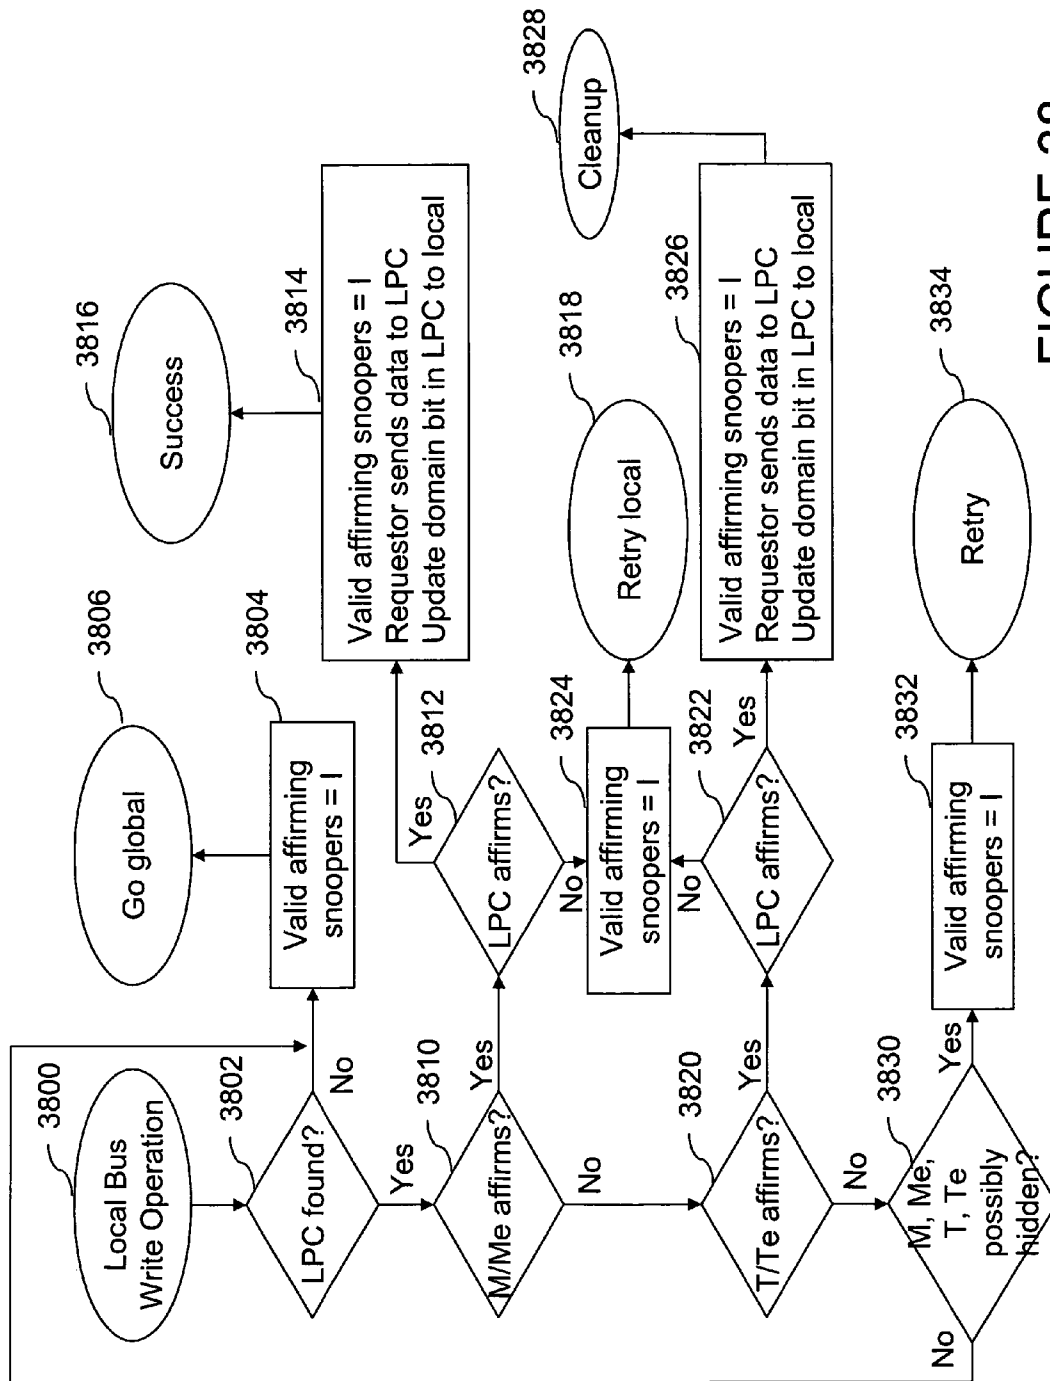 3800
Local Bus
Write Operation
3802
LPC found?
No
Yes
3804
Valid affirming
snoopers = I
3806
Go global
3810
M/Me affirms?
Yes
No
3812
LPC affirms?
Yes
No
3814
Valid affirming snoopers = I
Requestor sends data to LPC
Update domain bit in LPC to local
3816
Success
3818
Retry local
3824
Valid affirming
snoopers = I
3820
T/Te affirms?
Yes
No
3822
LPC affirms?
Yes
No
3826
Valid affirming snoopers = I
Requestor sends data to LPC
Update domain bit in LPC to local
3828
Cleanup
3830
M, Me,
T, Te
possibly
hidden?
Yes
No
3832
Valid affirming
snoopers = I
3834
Retry